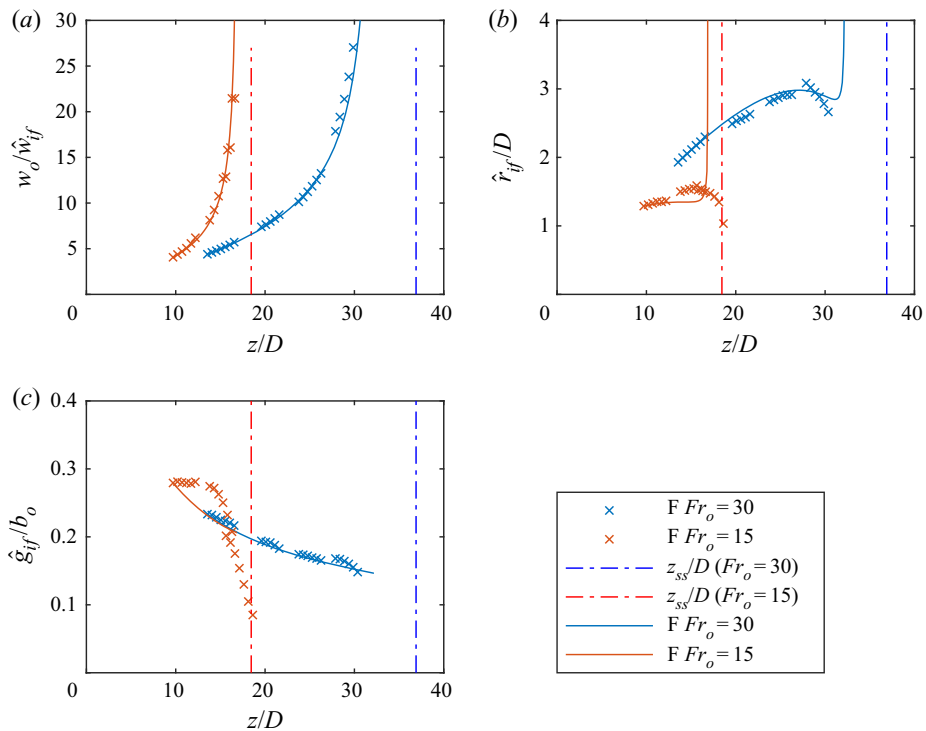 (a)
30
25
20
15
10
5
0
10
20
30
40
w_o/ŵ_if
z/D
(b)
4
3
2
1
0
10
20
30
40
r̂_if/D
z/D
(c)
0.4
0.3
0.2
0.1
0
10
20
30
40
ĝ_if/b_o
z/D
F Fr_o = 30
F Fr_o = 15
z_ss/D (Fr_o = 30)
z_ss/D (Fr_o = 15)
F Fr_o = 30
F Fr_o = 15